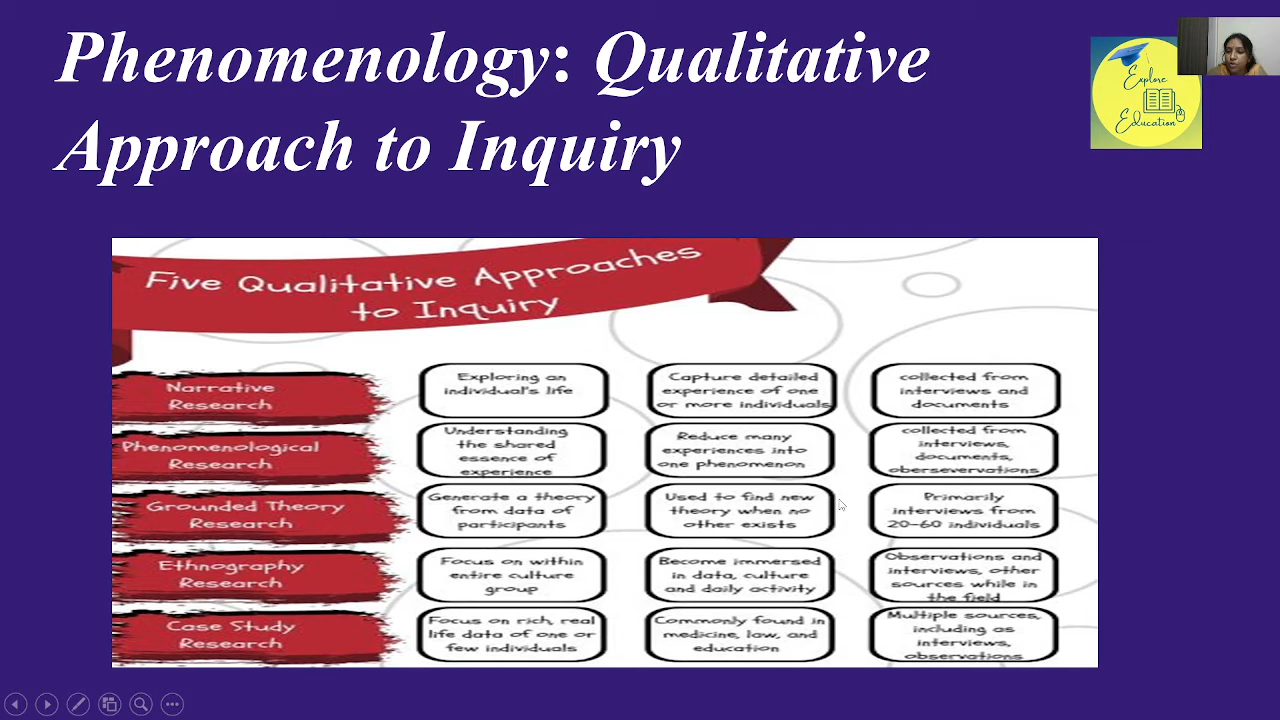 Phenomenology: Qualitative
Approach to Inquiry
Explore
Education
Five Qualitative Approaches
to Inquiry
Narrative
Research
Exploring an
individual's life
Capture detailed
experience of one
or more individuals
collected from
interviews and
documents
Phenomenological
Research
Understanding
the shared
essence of
experience
Reduce many
experiences into
one phenomenon
collected from
interviews,
documents,
obersevervations
Grounded Theory
Research
Generate a theory
from data of
participants
Used to find new
theory when no
other exists
Primarily
interviews from
20-60 individuals
Ethnography
Research
Focus on within
entire culture
group
Become immersed
in data, culture
and daily activity
Observations and
interviews, other
sources while in
the field
Case Study
Research
Focus on rich, real
life data of one or
few individuals
Commonly found in
medicine, law, and
education
Multiple sources,
including as
interviews,
observations